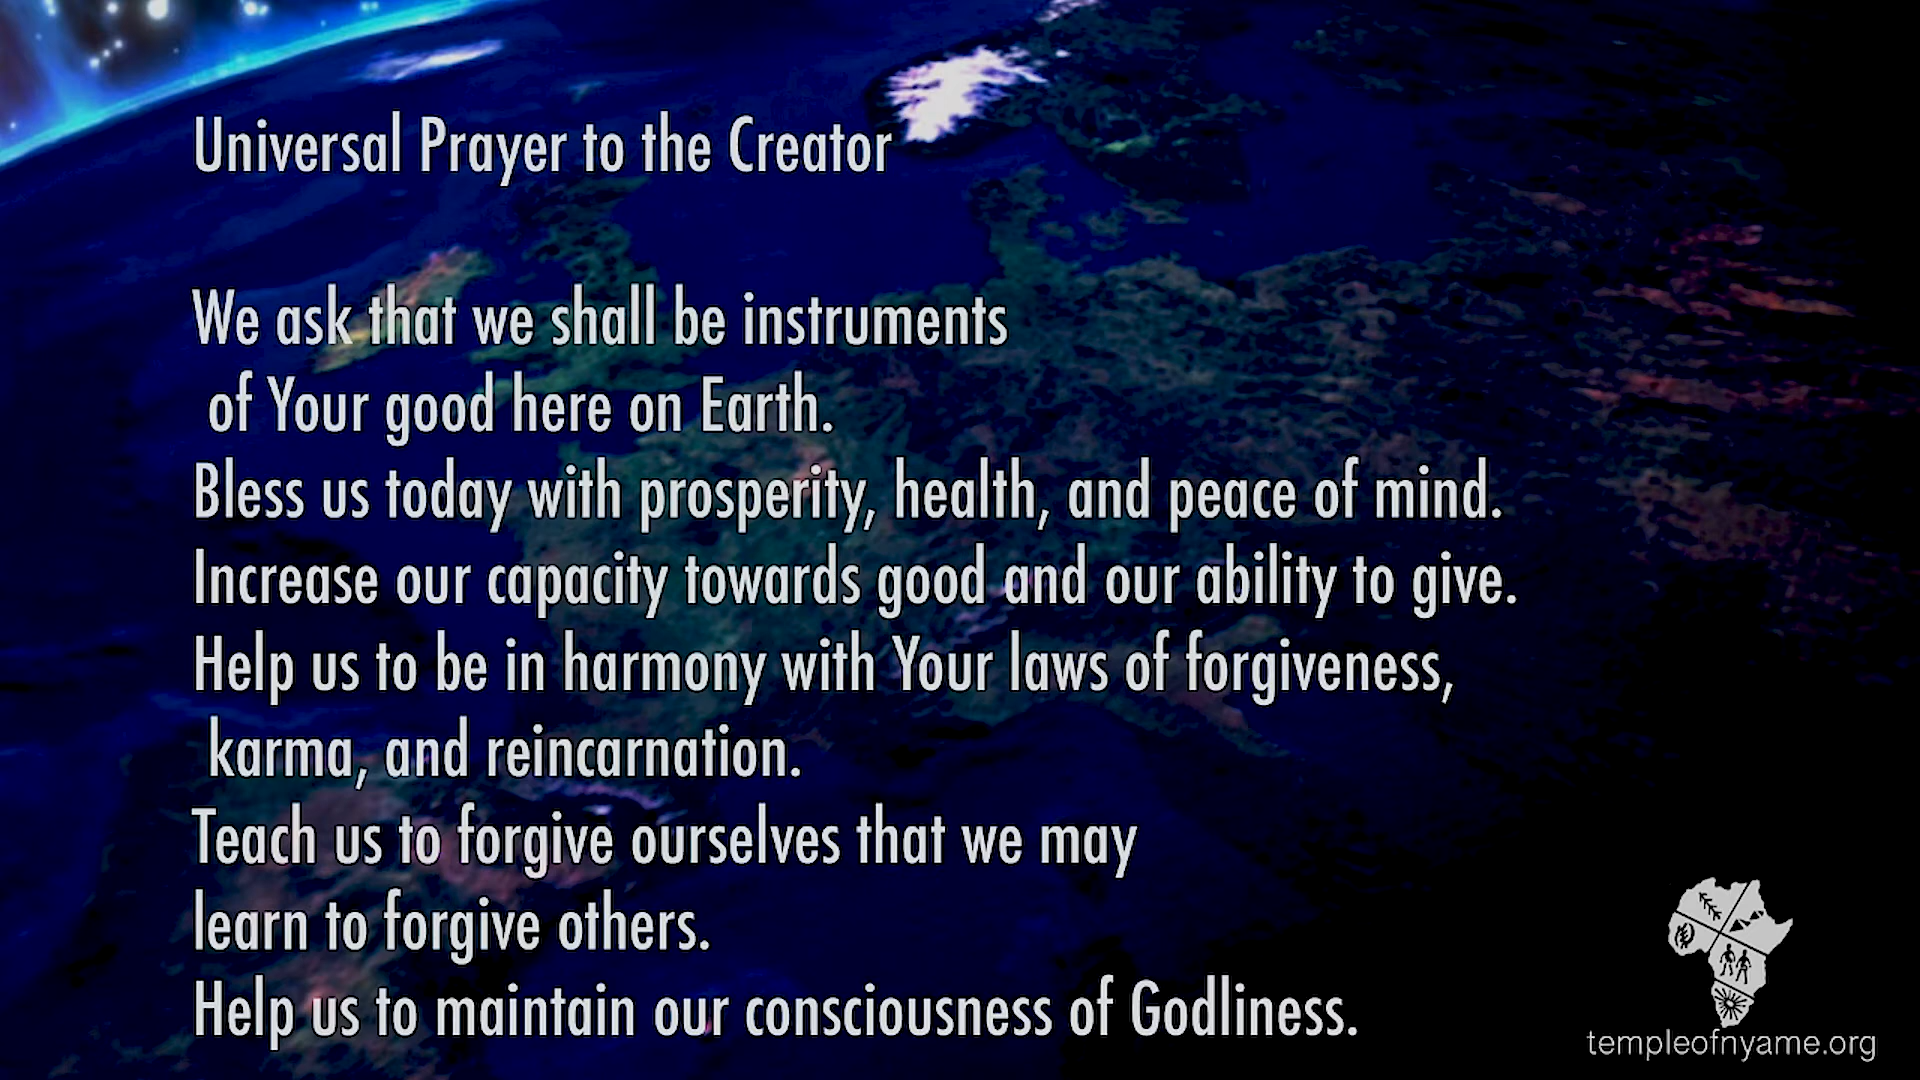 Universal Prayer to the Creator
We ask that we shall be instruments
of Your good here on Earth.
Bless us today with prosperity, health, and peace of mind.
Increase our capacity towards good and our ability to give.
Help us to be in harmony with Your laws of forgiveness,
karma, and reincarnation.
Teach us to forgive ourselves that we may
learn to forgive others.
Help us to maintain our consciousness of Godliness.
templeofnyame.org